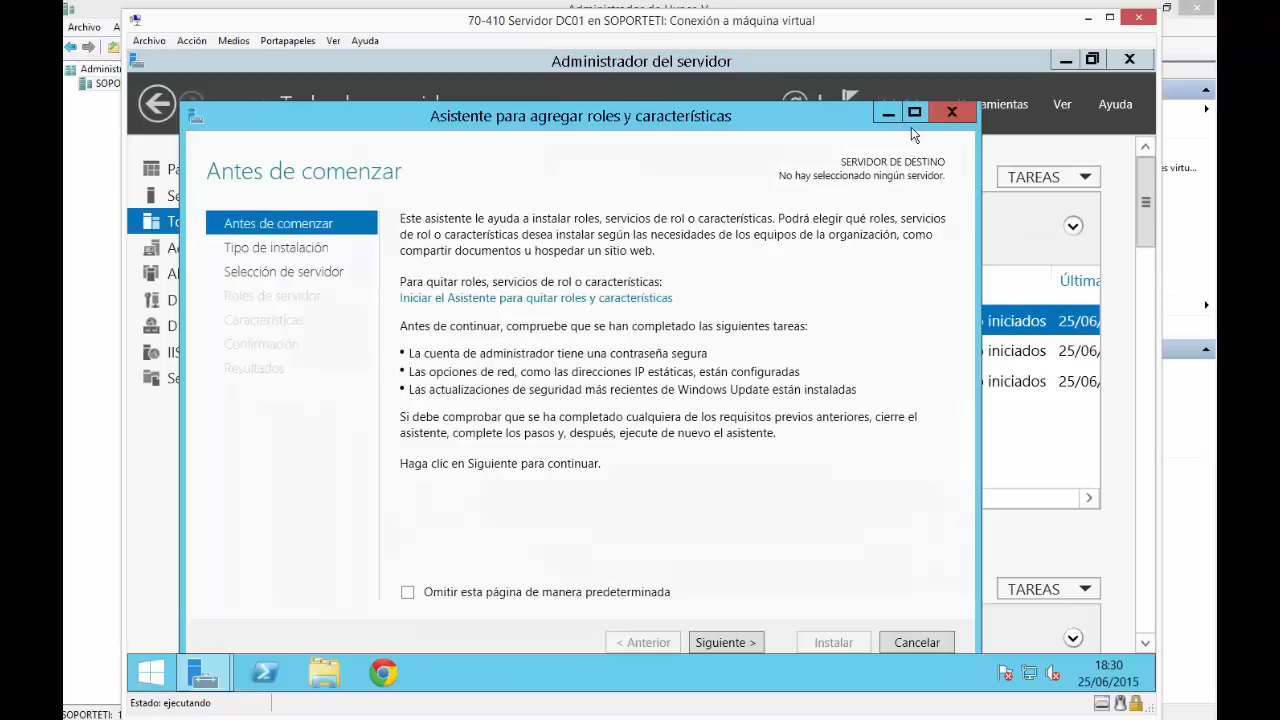 70-410 Servidor DC01 en SOPORTETI: Conexión a máquina virtual
Archivo
Archivo Acción Medios Portapapeles Ver Ayuda
Administrador del servidor
SOPO
Ver Ayuda
Asistente para agregar roles y características
Antes de comenzar
SERVIDOR DE DESTINO
No hay seleccionado ningún servidor.
TAREAS
Antes de comenzar
Tipo de instalación
Selección de servidor
Roles de servidor
Características
Confirmación
Resultados
Este asistente le ayuda a instalar roles, servicios de rol o características. Podrá elegir qué roles, servicios
de rol o características desea instalar según las necesidades de los equipos de la organización, como
compartir documentos u hospedar un sitio web.
Para quitar roles, servicios de rol o características:
Iniciar el Asistente para quitar roles y características
Antes de continuar, compruebe que se han completado las siguientes tareas:
• La cuenta de administrador tiene una contraseña segura
• Las opciones de red, como las direcciones IP estáticas, están configuradas
• Las actualizaciones de seguridad más recientes de Windows Update están instaladas
Si debe comprobar que se ha completado cualquiera de los requisitos previos anteriores, cierre el
asistente, complete los pasos y, después, ejecute de nuevo el asistente.
Haga clic en Siguiente para continuar.
Última
iniciados 25/06/
iniciados 25/06/
iniciados 25/06/
Omitir esta página de manera predeterminada
TAREAS
< Anterior Siguiente > Instalar Cancelar
18:30
25/06/2015
Estado: ejecutando
SOPORTETI: 1